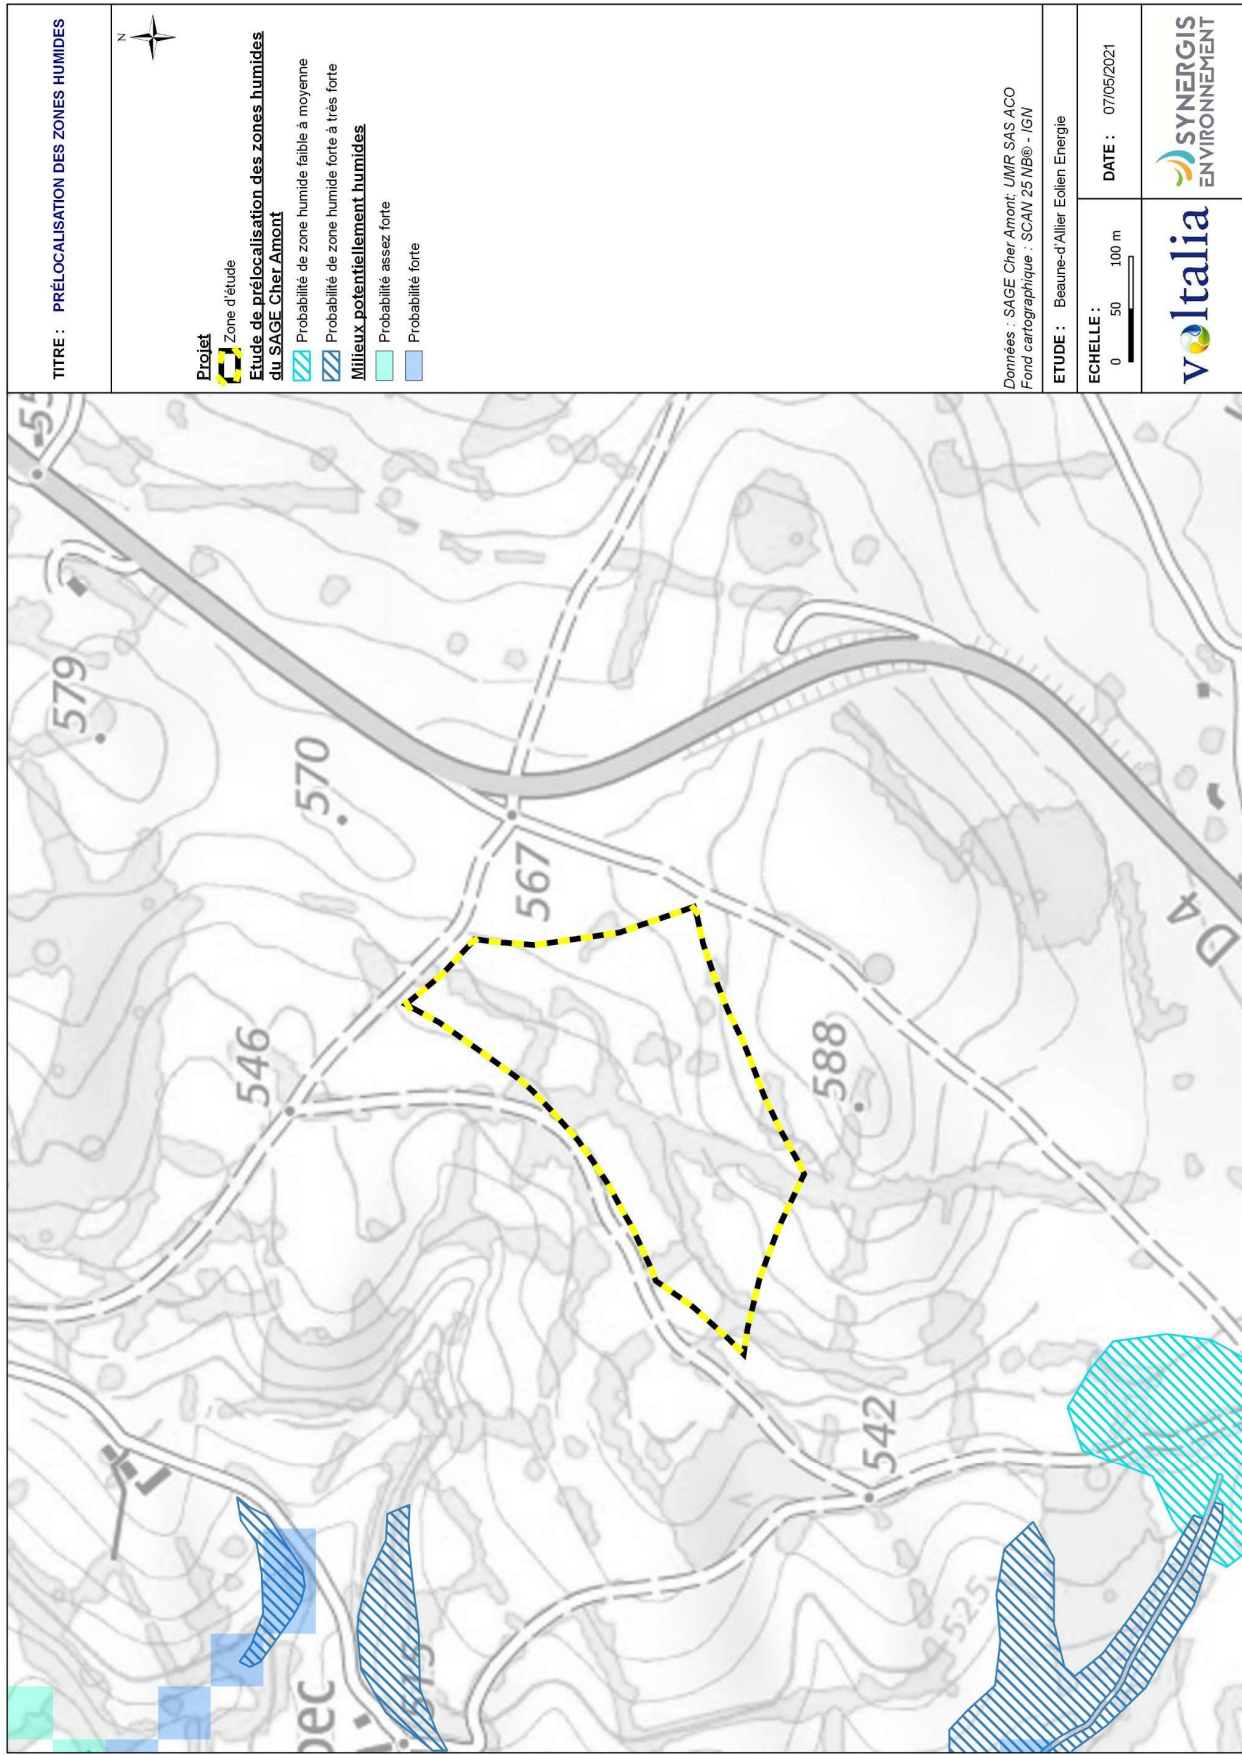 TITRE : PRÉLOCALISATION DES ZONES HUMIDES
N
Projet
Zone d'étude
Etude de prélocalisation des zones humides
du SAGE Cher Amont
Probabilité de zone humide faible à moyenne
Probabilité de zone humide forte à très forte
Milieux potentiellement humides
Probabilité assez forte
Probabilité forte
Données : SAGE Cher Amont; UMR SAS ACO
Fond cartographique : SCAN 25 NB® - IGN
ETUDE : Beaune-d'Allier Eolien Energie
ECHELLE :
0 50 100 m
DATE : 07/05/2021
voltalia
SYNERGIS
ENVIRONNEMENT
579
570
567
546
588
542
525
515
D 4